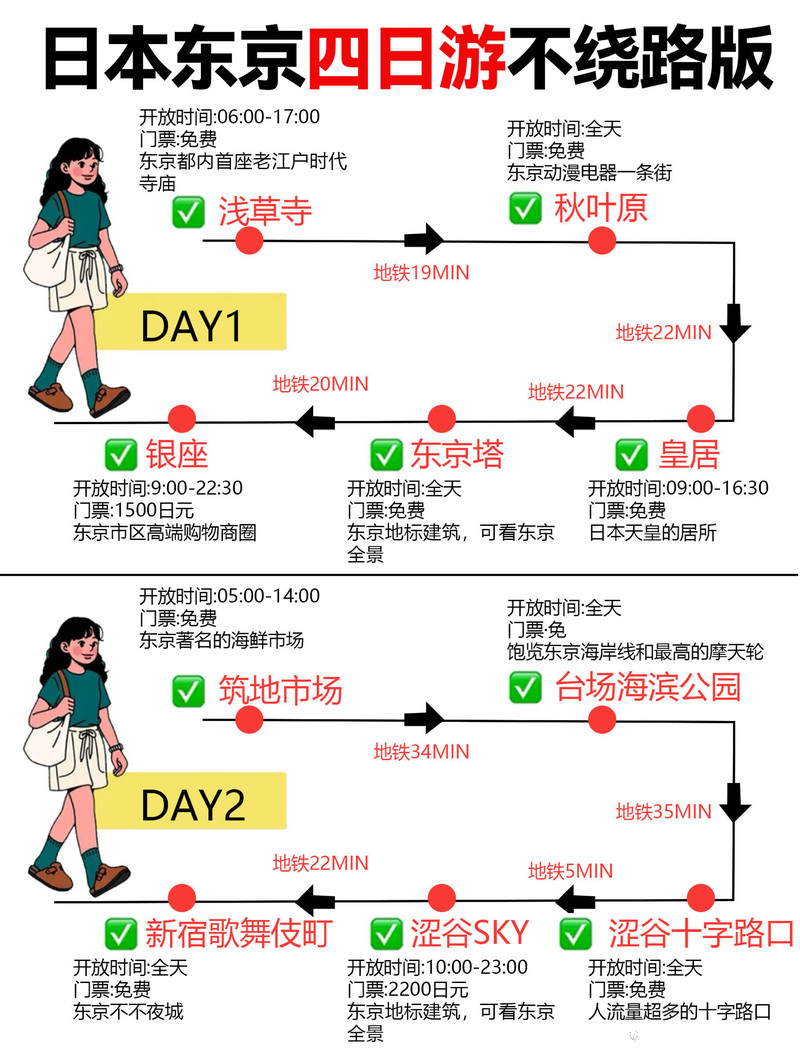 日本东京四日游不绕路版
开放时间:06:00-17:00
门票:免费
东京都内首座老江户时代
寺庙
浅草寺
开放时间:全天
门票:免费
东京动漫电器一条街
秋叶原
地铁19MIN
DAY1
地铁22MIN
地铁20MIN
地铁22MIN
银座
开放时间:9:00-22:30
门票:1500日元
东京市区高端购物商圈
东京塔
开放时间:全天
门票:免费
东京地标建筑，可看东京
全景
皇居
开放时间:09:00-16:30
门票:免费
日本天皇的居所
开放时间:05:00-14:00
门票:免费
东京著名的海鲜市场
筑地市场
开放时间:全天
门票·免
饱览东京海岸线和最高的摩天轮
台场海滨公园
地铁34MIN
DAY2
地铁35MIN
地铁22MIN
地铁5MIN
新宿歌舞伎町
开放时间:全天
门票:免费
东京不不夜城
涩谷SKY
开放时间:10:00-23:00
门票:2200日元
东京地标建筑，可看东京
全景
涩谷十字路口
开放时间:全天
门票:免费
人流量超多的十字路口